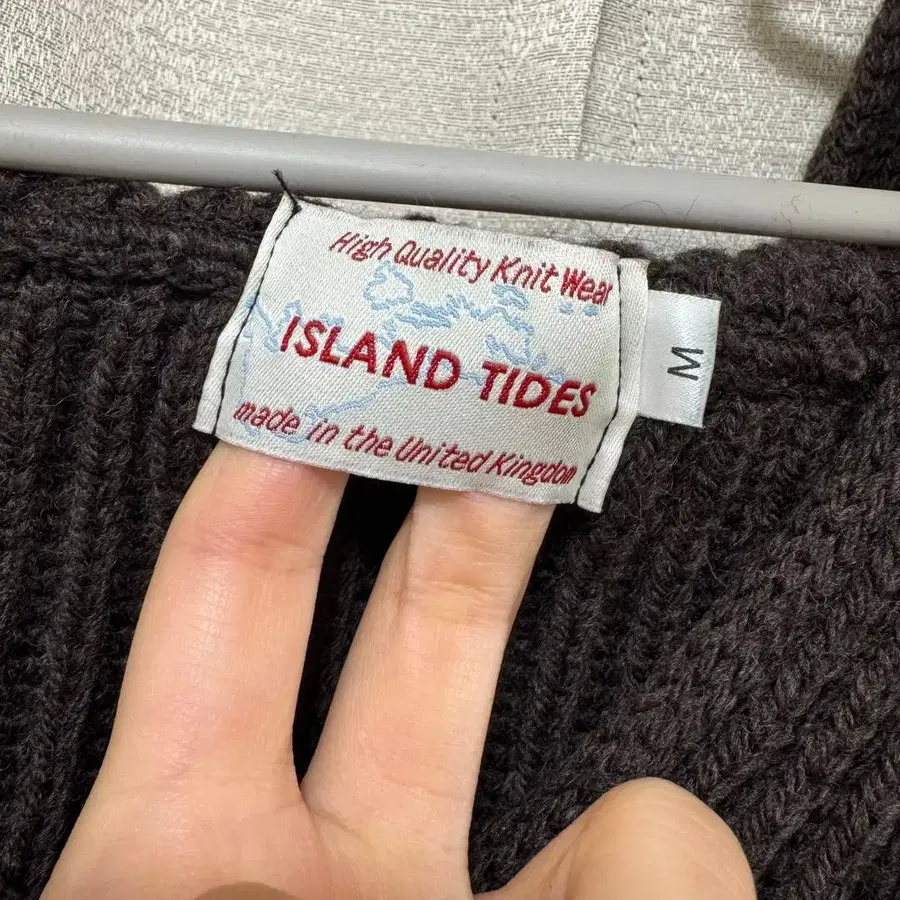 High Quality Knit Wear
ISLAND TIDES
made in the United Kingdom
M